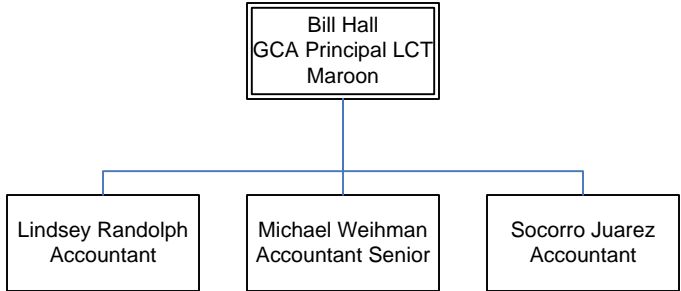 Bill Hall
GCA Principal LCT
Maroon
Lindsey Randolph
Accountant
Michael Weihman
Accountant Senior
Socorro Juarez
Accountant